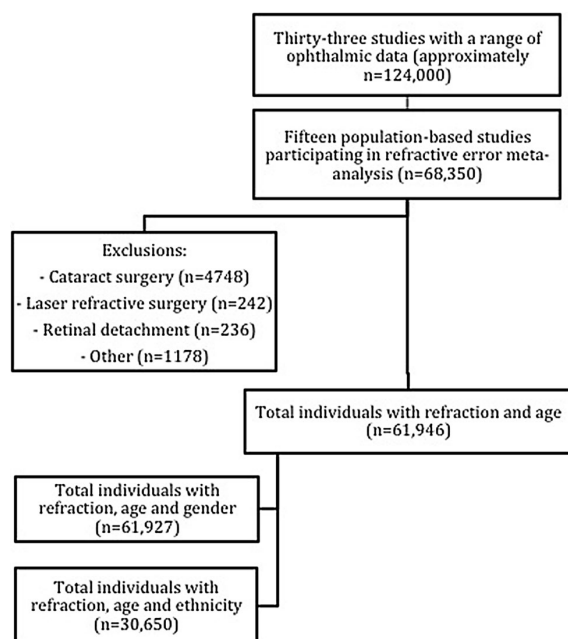 Thirty-three studies with a range of
ophthalmic data (approximately
n=124,000)
Fifteen population-based studies
participating in refractive error meta-
analysis (n=68,350)
Exclusions:
- Cataract surgery (n=4748)
- Laser refractive surgery (n=242)
- Retinal detachment (n=236)
- Other (n=1178)
Total individuals with refraction and age
(n=61,946)
Total individuals with
refraction, age and gender
(n=61,927)
Total individuals with
refraction, age and ethnicity
(n=30,650)